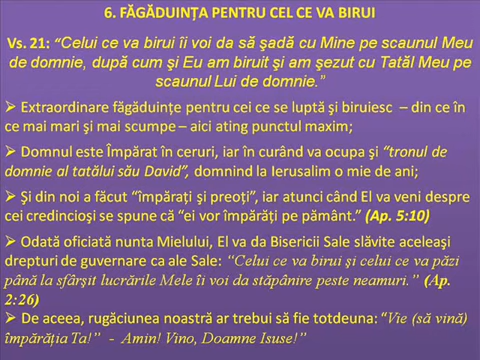 6. FĂGĂDUINŢA PENTRU CEL CE VA BIRUI
Vs. 21: “Celui ce va birui îi voi da să şadă cu Mine pe scaunul Meu
de domnie, după cum şi Eu am biruit şi am şezut cu Tatăl Meu pe
scaunul Lui de domnie.”
➢ Extraordinare făgăduinţe pentru cei ce se luptă şi biruiesc – din ce în
ce mai mari şi mai scumpe – aici ating punctul maxim;
➢ Domnul este Împărat în ceruri, iar în curând va ocupa şi “tronul de
domnie al tatălui său David”, domnind la Ierusalim o mie de ani;
➢ Şi din noi a făcut “împăraţi şi preoţi”, iar atunci când El va veni despre
cei credincioşi se spune că “ei vor împărăţi pe pământ.” (Ap. 5:10)
➢ Odată oficiată nunta Mielului, El va da Bisericii Sale slăvite aceleaşi
drepturi de guvernare ca ale Sale: “Celui ce va birui şi celui ce va păzi
până la sfârşit lucrările Mele îi voi da stăpânire peste neamuri.” (Ap.
2:26)
➢ De aceea, rugăciunea noastră ar trebui să fie totdeuna: “Vie (să vină)
împărăţia Ta!” - Amin! Vino, Doamne Isuse!”